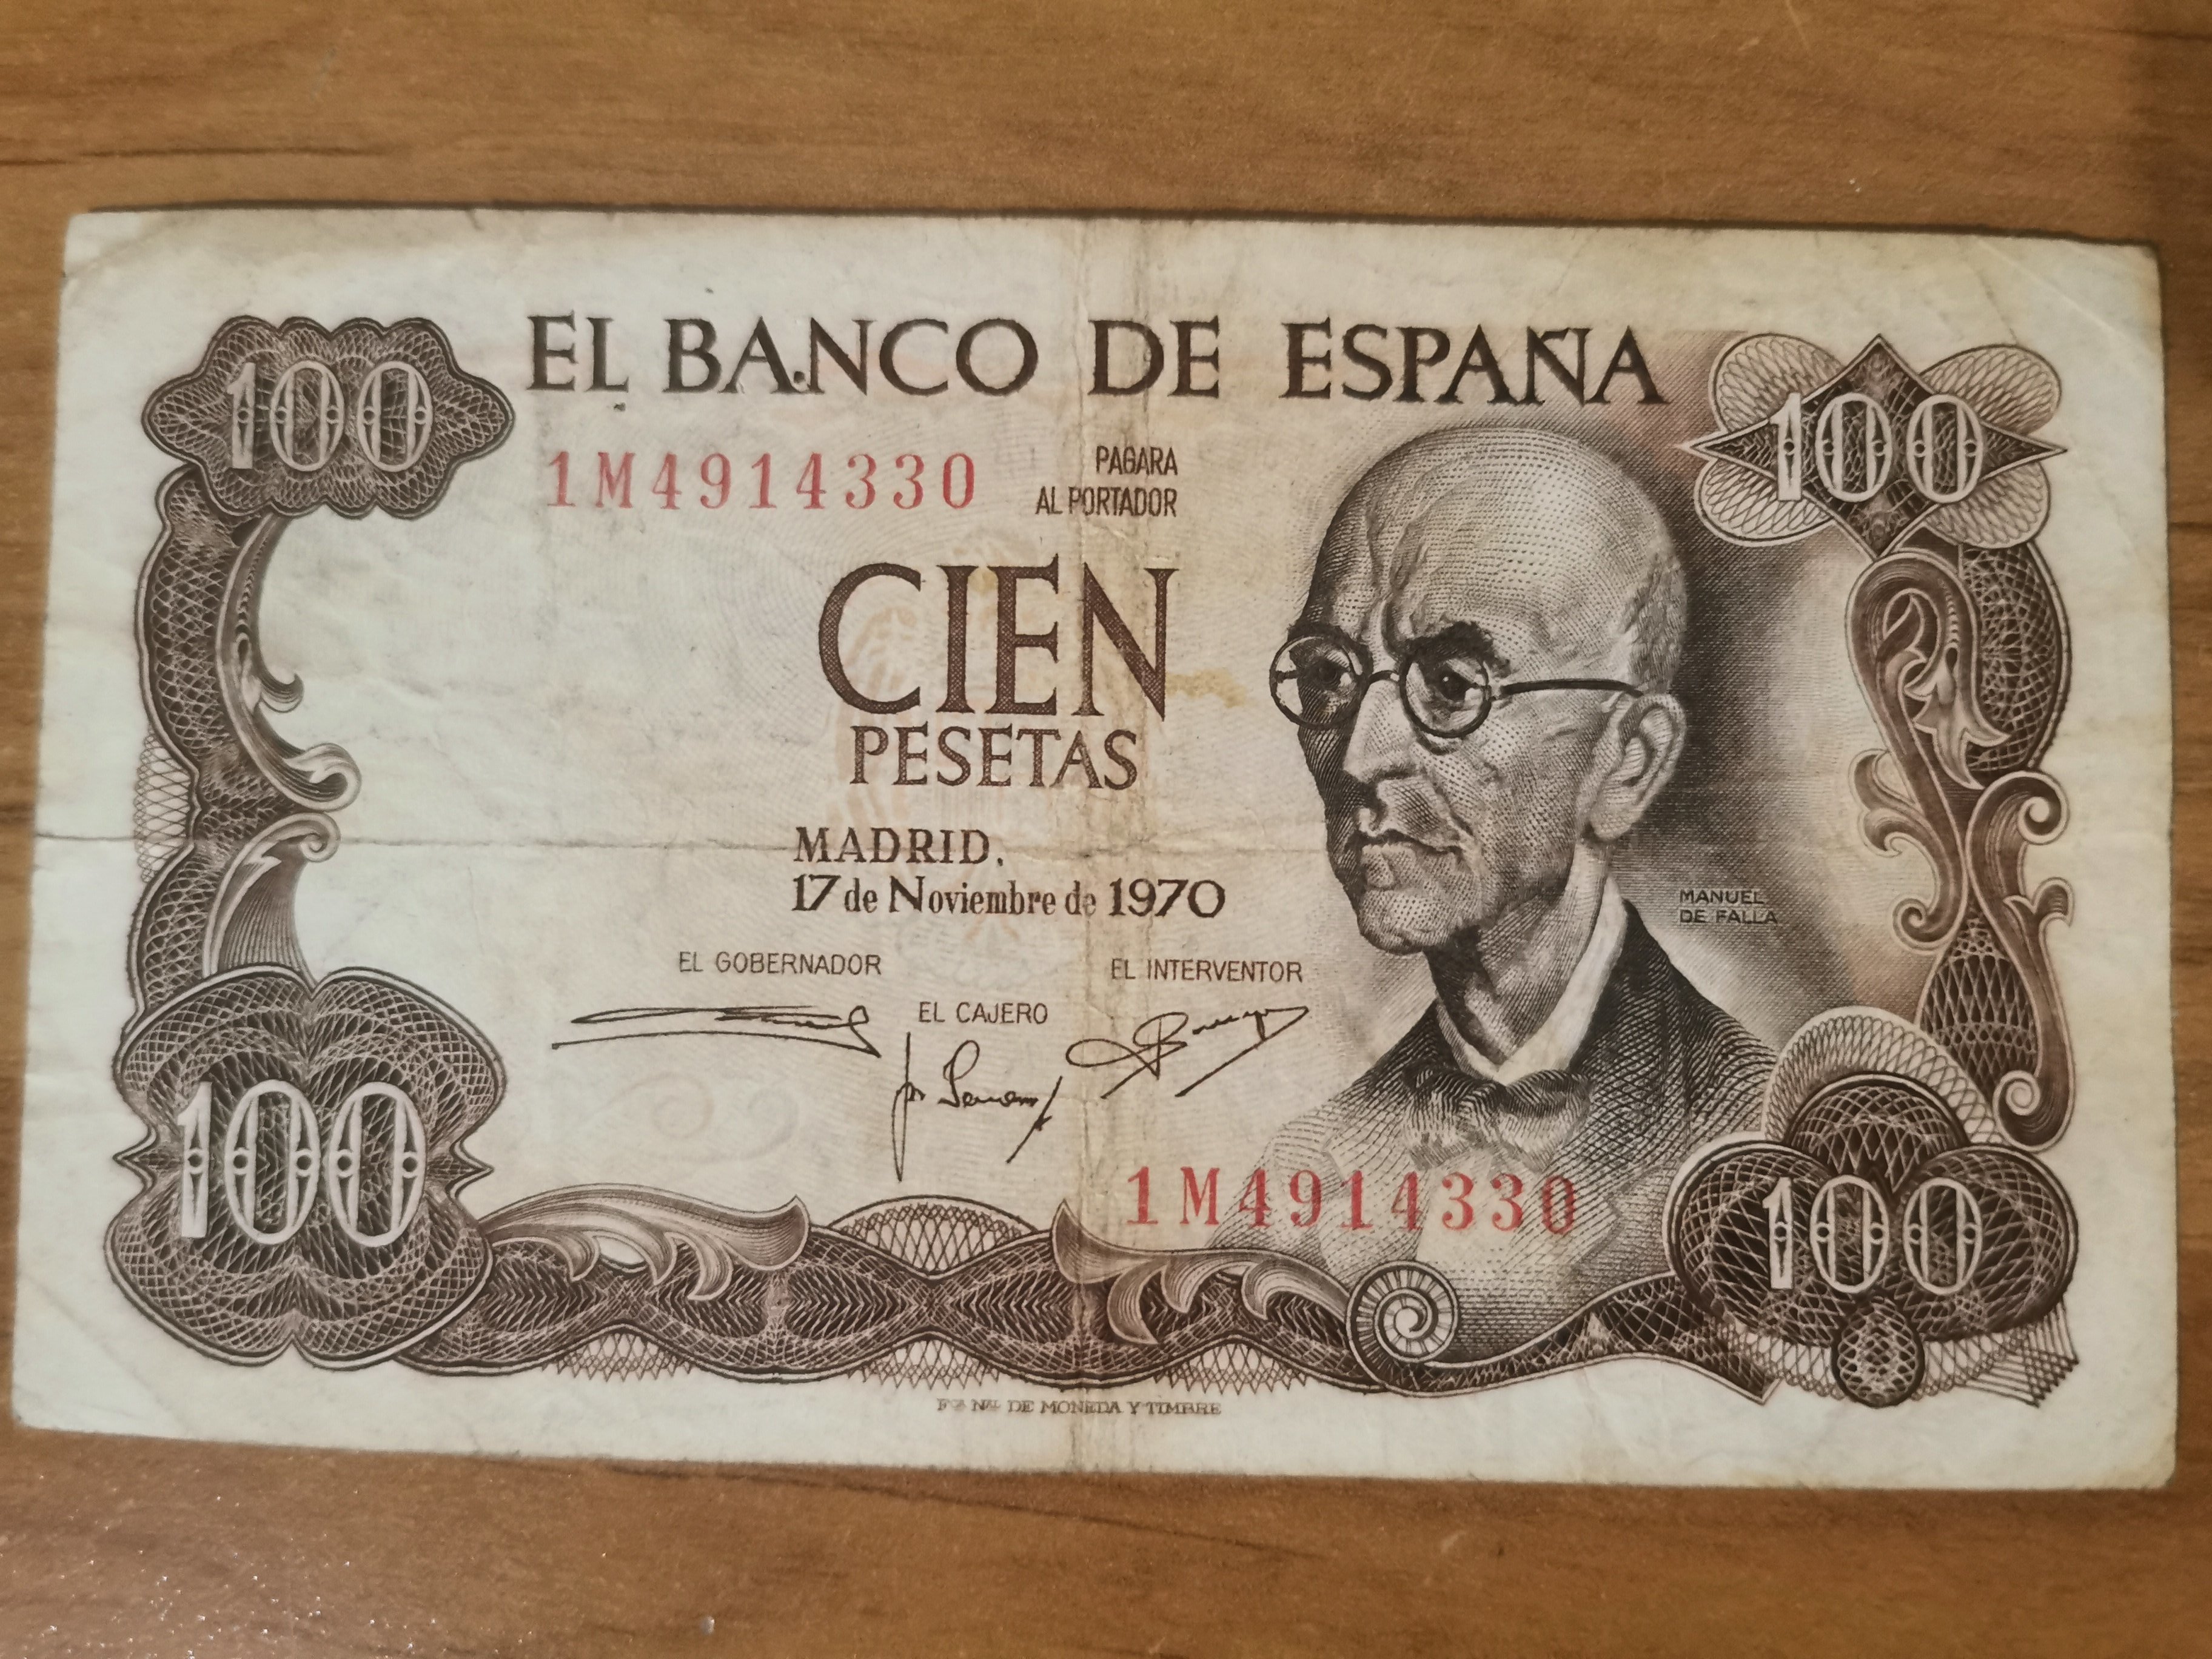 100
EL BANCO DE ESPAÑA
100
1M4914330
PAGARA
AL PORTADOR
CIEN
PESETAS
MADRID,
17 de Noviembre de 1970
MANUEL
DE FALLA
EL GOBERNADOR
EL CAJERO
EL INTERVENTOR
100
1M4914330
100
Fca Nal DE MONEDA Y TIMBRE